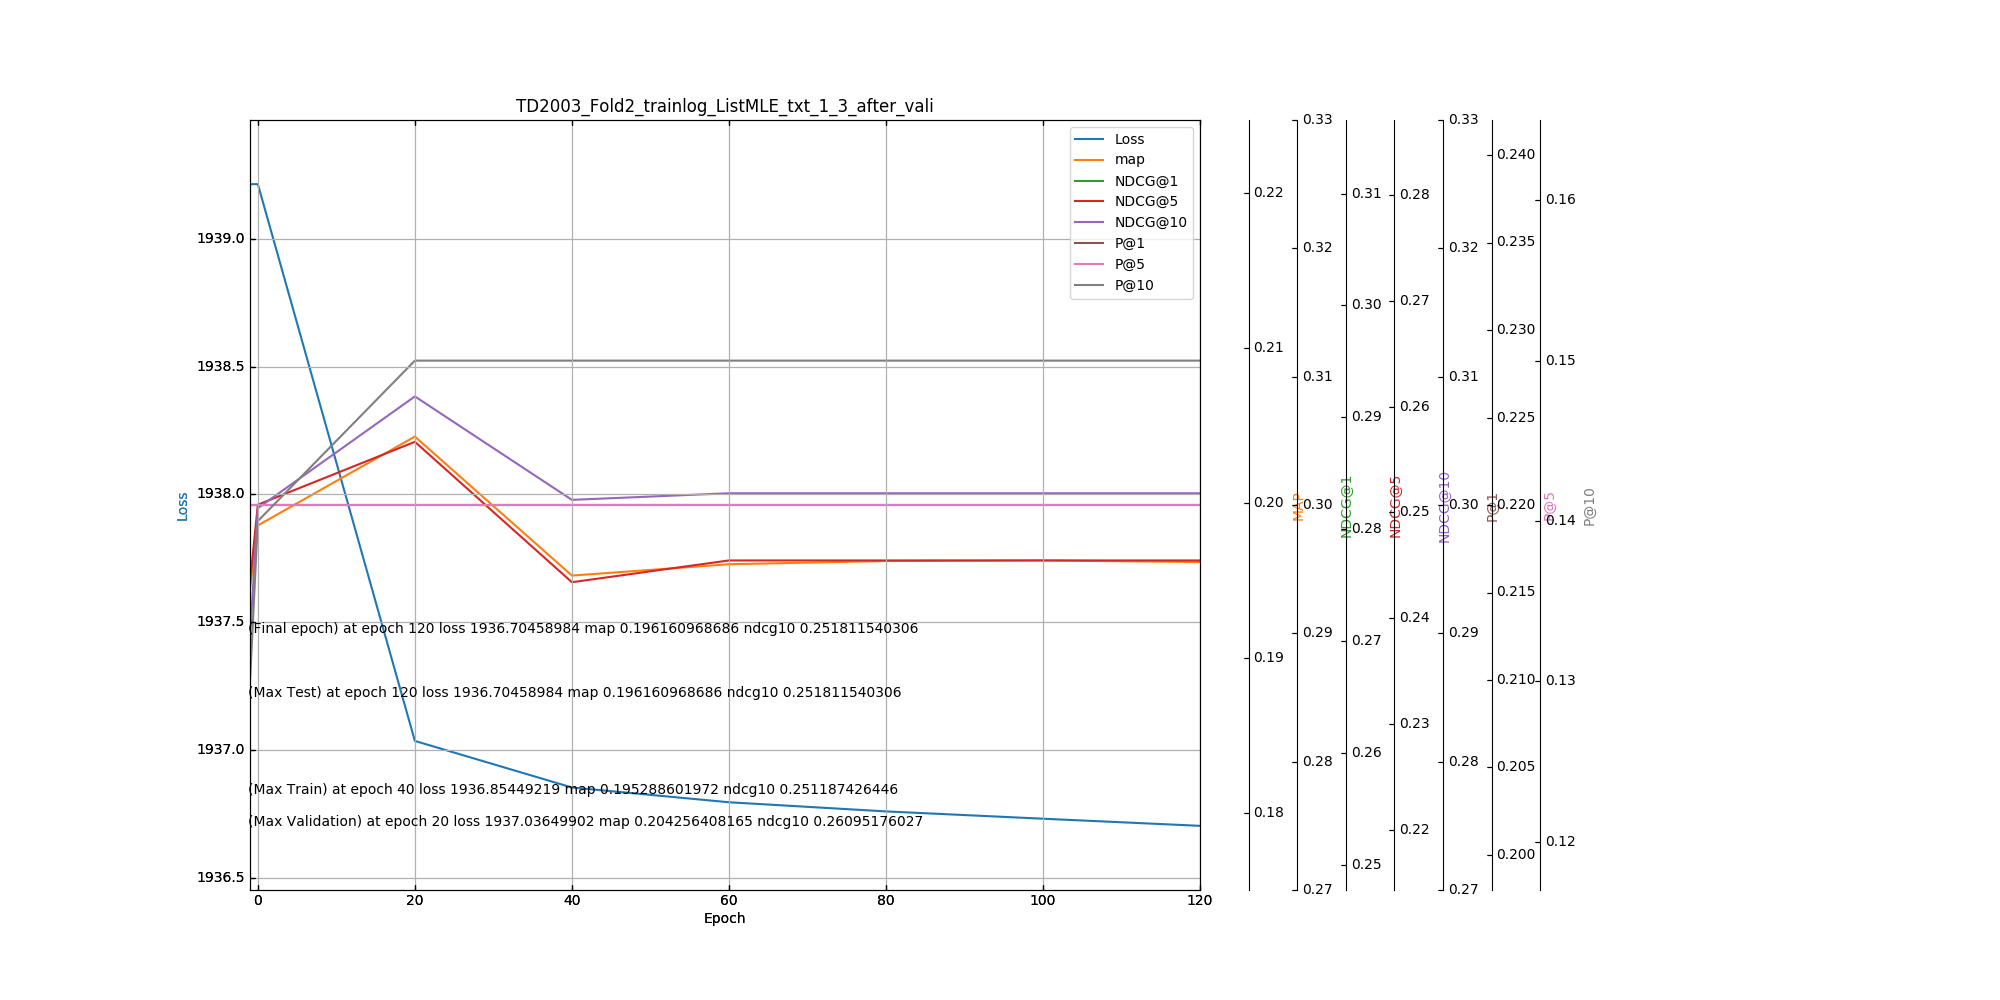 TD2003_Fold2_trainlog_ListMLE_txt_1_3_after_vali
Loss
map
NDCG@1
NDCG@5
NDCG@10
P@1
P@5
P@10
1939.0
1938.5
1938.0
1937.5
1937.0
1936.5
Loss
(Final epoch) at epoch 120 loss 1936.70458984 map 0.196160968686 ndcg10 0.251811540306
(Max Test) at epoch 120 loss 1936.70458984 map 0.196160968686 ndcg10 0.251811540306
(Max Train) at epoch 40 loss 1936.85449219 map 0.195288601972 ndcg10 0.251187426446
(Max Validation) at epoch 20 loss 1937.03649902 map 0.204256408165 ndcg10 0.26095176027
0 20 40 60 80 100 120
Epoch
0.22
0.21
0.20
0.19
0.18
MAP
0.33
0.32
0.31
0.30
0.29
0.28
0.27
NDCG@1
0.31
0.30
0.29
0.28
0.27
0.26
0.25
NDCG@5
0.28
0.27
0.26
0.25
0.24
0.23
0.22
NDCG@10
0.33
0.32
0.31
0.30
0.29
0.28
0.27
P@1
0.240
0.235
0.230
0.225
0.220
0.215
0.210
0.205
0.200
P@5
0.16
0.15
0.14
0.13
0.12
P@10